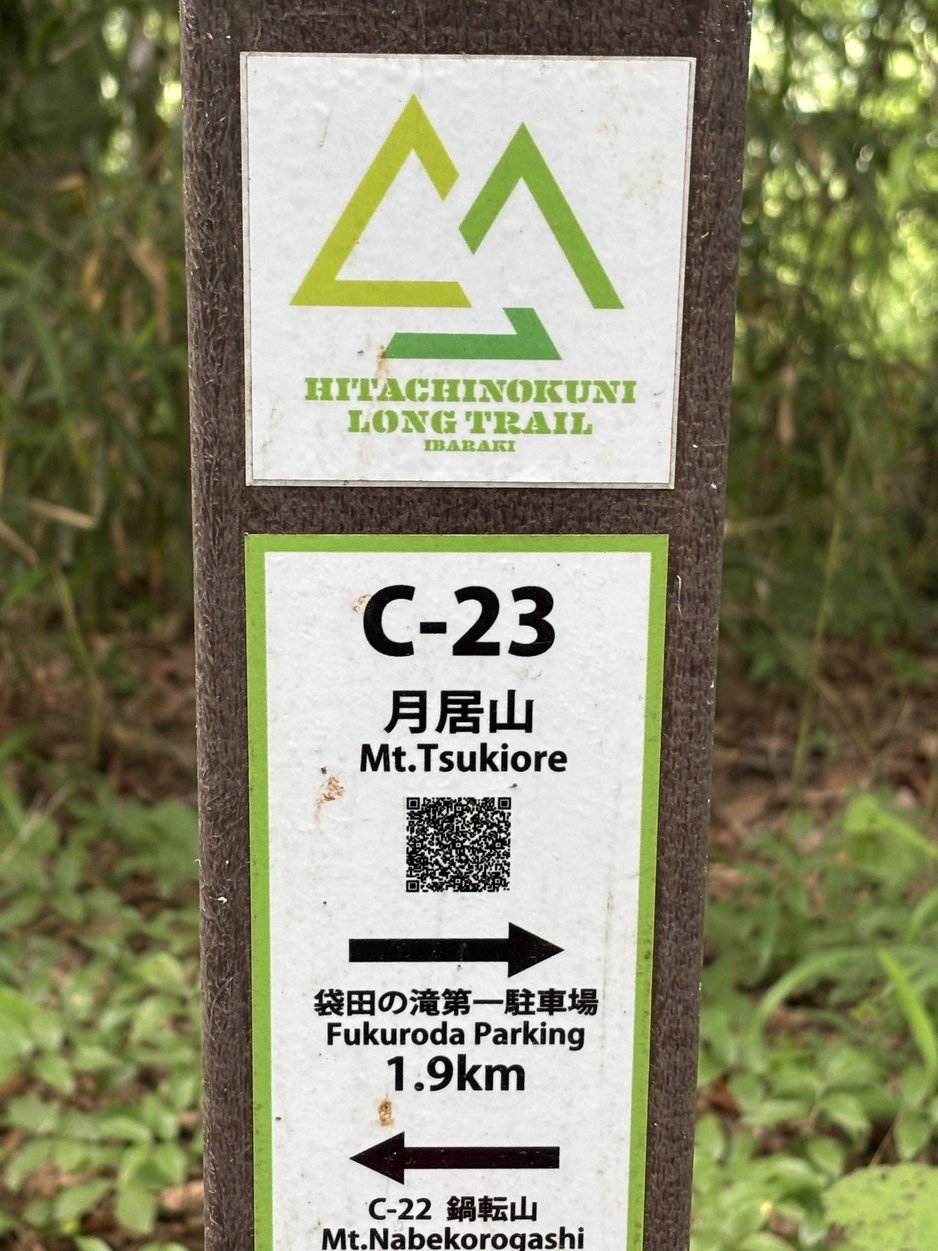 HITACHINOKUNI
LONG TRAIL
IBARAKI
C-23
月居山
Mt.Tsukiore
袋田の滝第一駐車場
Fukuroda Parking
1.9km
C-22 鍋転山
Mt.Nabekorogashi